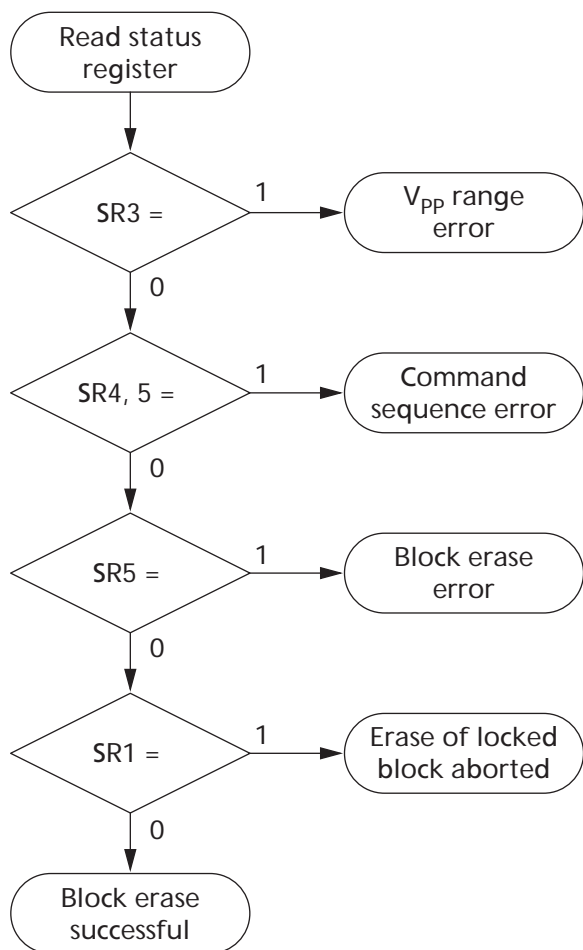 Read status
register
SR3 =
1
V_PP range
error
0
SR4, 5 =
1
Command
sequence error
0
SR5 =
1
Block erase
error
0
SR1 =
1
Erase of locked
block aborted
0
Block erase
successful